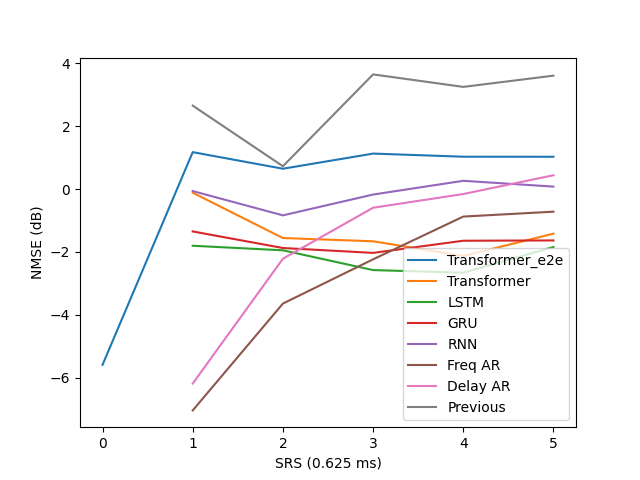 4
2
0
−2
−4
−6
NMSE (dB)
0 1 2 3 4 5
SRS (0.625 ms)
Transformer_e2e
Transformer
LSTM
GRU
RNN
Freq AR
Delay AR
Previous